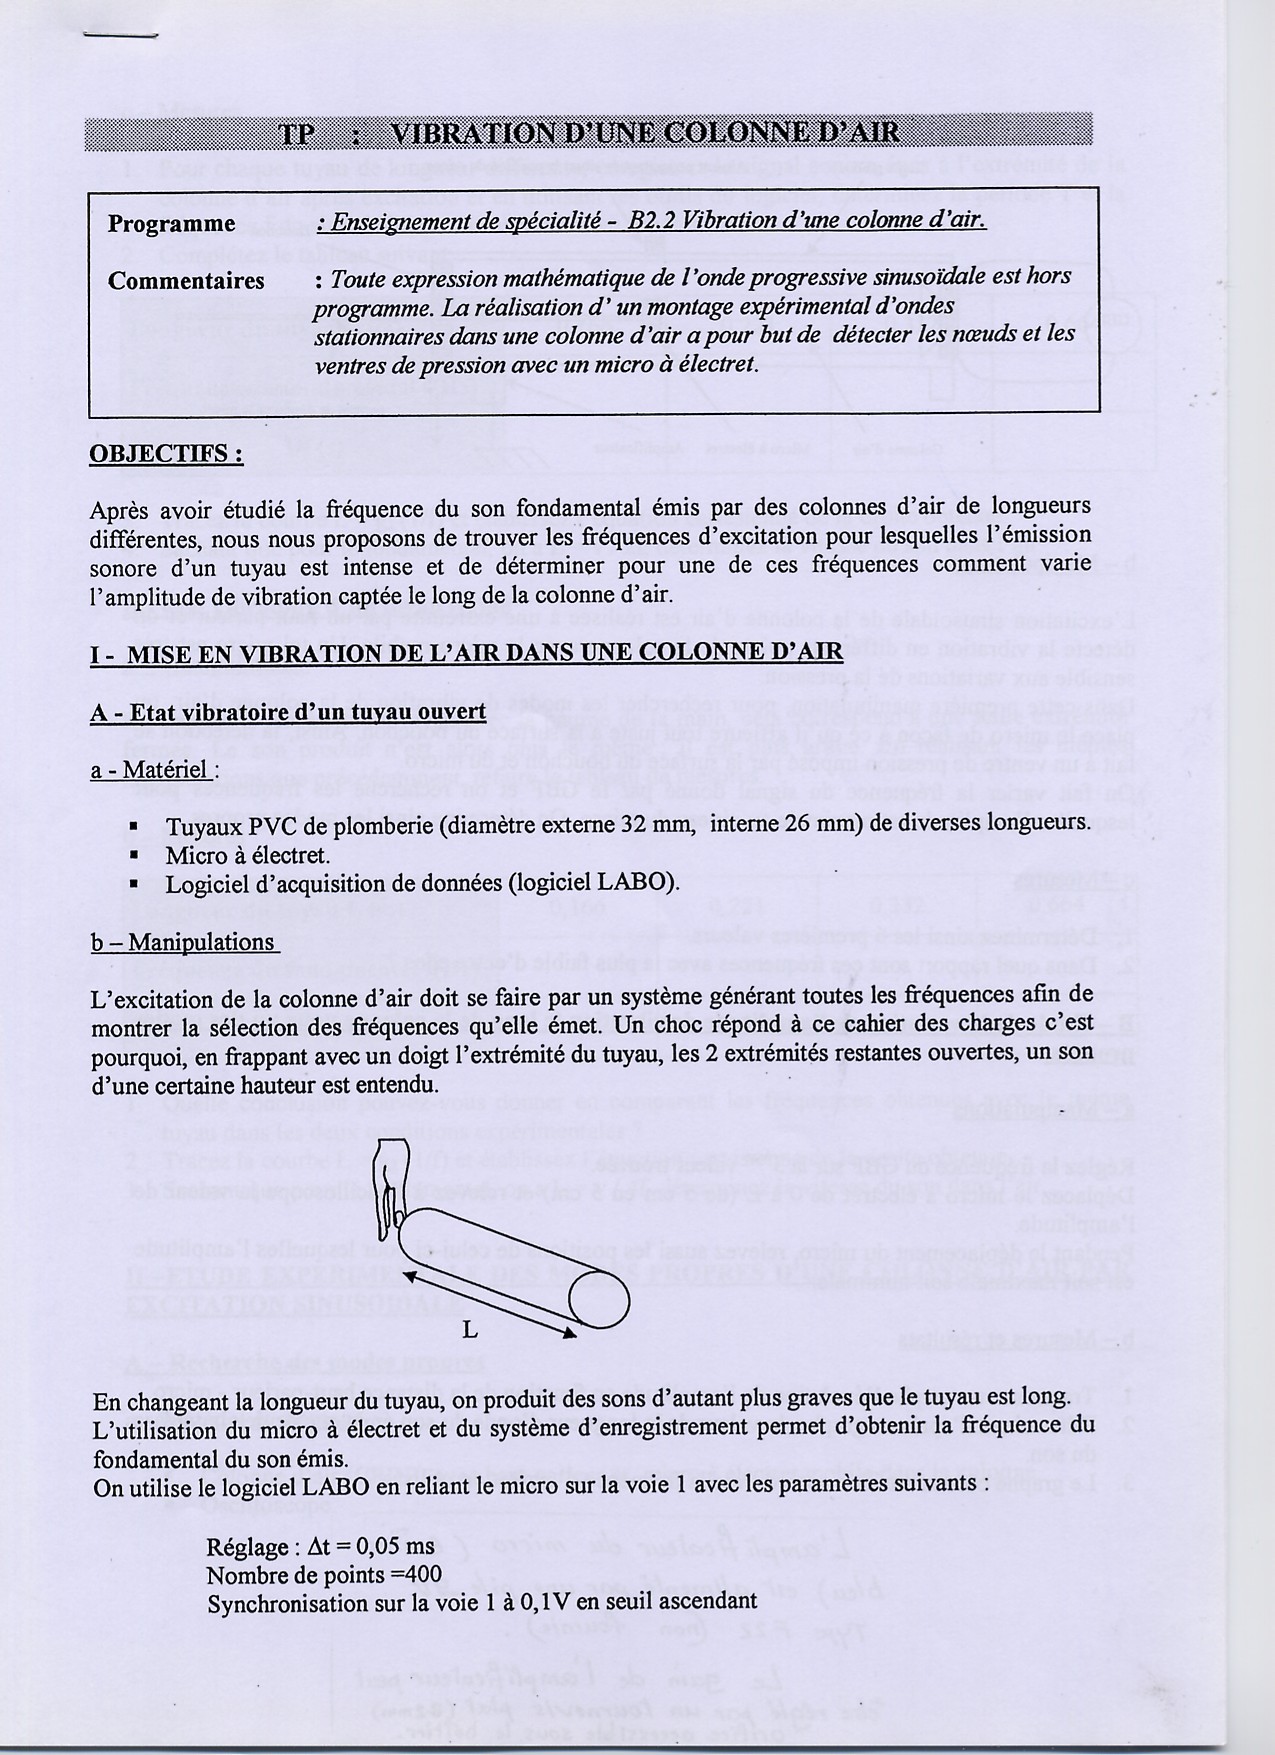 TP : VIBRATION D'UNE COLONNE D'AIR
Programme : Enseignement de spécialité - B2.2 Vibration d'une colonne d'air.
Commentaires : Toute expression mathématique de l'onde progressive sinusoïdale est hors
programme. La réalisation d' un montage expérimental d'ondes
stationnaires dans une colonne d'air a pour but de détecter les nœuds et les
ventres de pression avec un micro à électret.
OBJECTIFS :
Après avoir étudié la fréquence du son fondamental émis par des colonnes d'air de longueurs
différentes, nous nous proposons de trouver les fréquences d'excitation pour lesquelles l'émission
sonore d'un tuyau est intense et de déterminer pour une de ces fréquences comment varie
l'amplitude de vibration captée le long de la colonne d'air.
I - MISE EN VIBRATION DE L'AIR DANS UNE COLONNE D'AIR
A - Etat vibratoire d'un tuyau ouvert
a - Matériel :
▪ Tuyaux PVC de plomberie (diamètre externe 32 mm, interne 26 mm) de diverses longueurs.
▪ Micro à électret.
▪ Logiciel d'acquisition de données (logiciel LABO).
b – Manipulations
L'excitation de la colonne d'air doit se faire par un système générant toutes les fréquences afin de
montrer la sélection des fréquences qu'elle émet. Un choc répond à ce cahier des charges c'est
pourquoi, en frappant avec un doigt l'extrémité du tuyau, les 2 extrémités restantes ouvertes, un son
d'une certaine hauteur est entendu.
L
En changeant la longueur du tuyau, on produit des sons d'autant plus graves que le tuyau est long.
L'utilisation du micro à électret et du système d'enregistrement permet d'obtenir la fréquence du
fondamental du son émis.
On utilise le logiciel LABO en reliant le micro sur la voie 1 avec les paramètres suivants :
Réglage : Δt = 0,05 ms
Nombre de points =400
Synchronisation sur la voie 1 à 0,1V en seuil ascendant